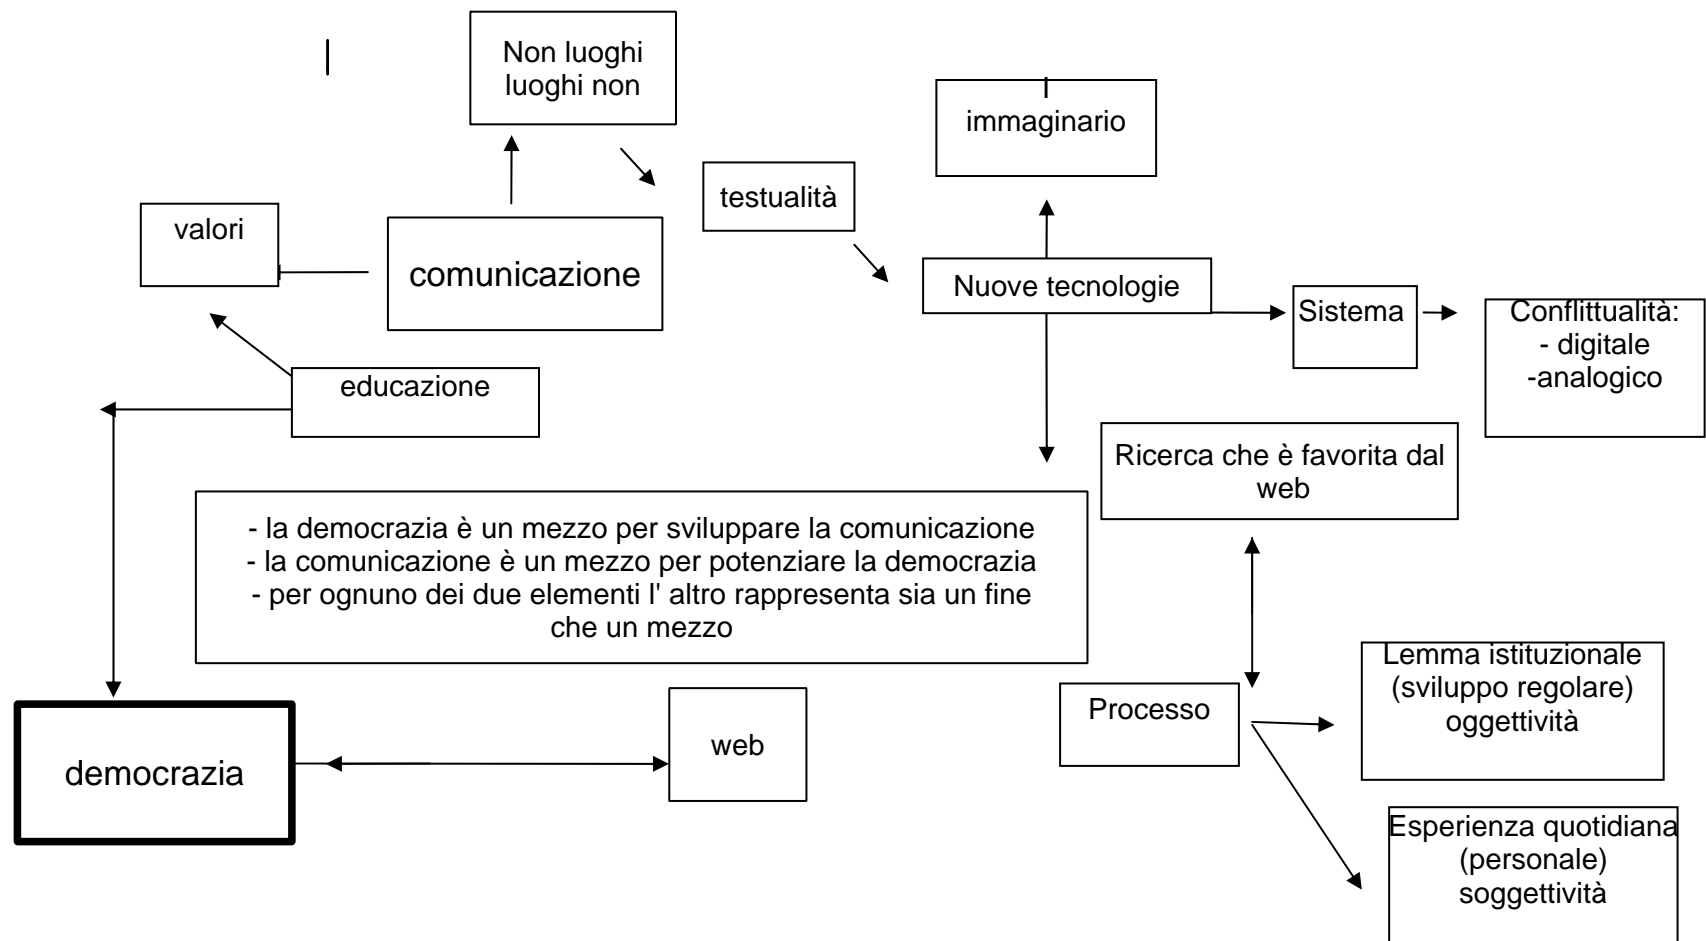 Non luoghi
luoghi non
immaginario
testualità
valori
comunicazione
Nuove tecnologie
Sistema
Conflittualità:
- digitale
-analogico
educazione
Ricerca che è favorita dal
web
- la democrazia è un mezzo per sviluppare la comunicazione
- la comunicazione è un mezzo per potenziare la democrazia
- per ognuno dei due elementi l' altro rappresenta sia un fine
che un mezzo
Lemma istituzionale
(sviluppo regolare)
oggettività
Processo
web
democrazia
Esperienza quotidiana
(personale)
soggettività